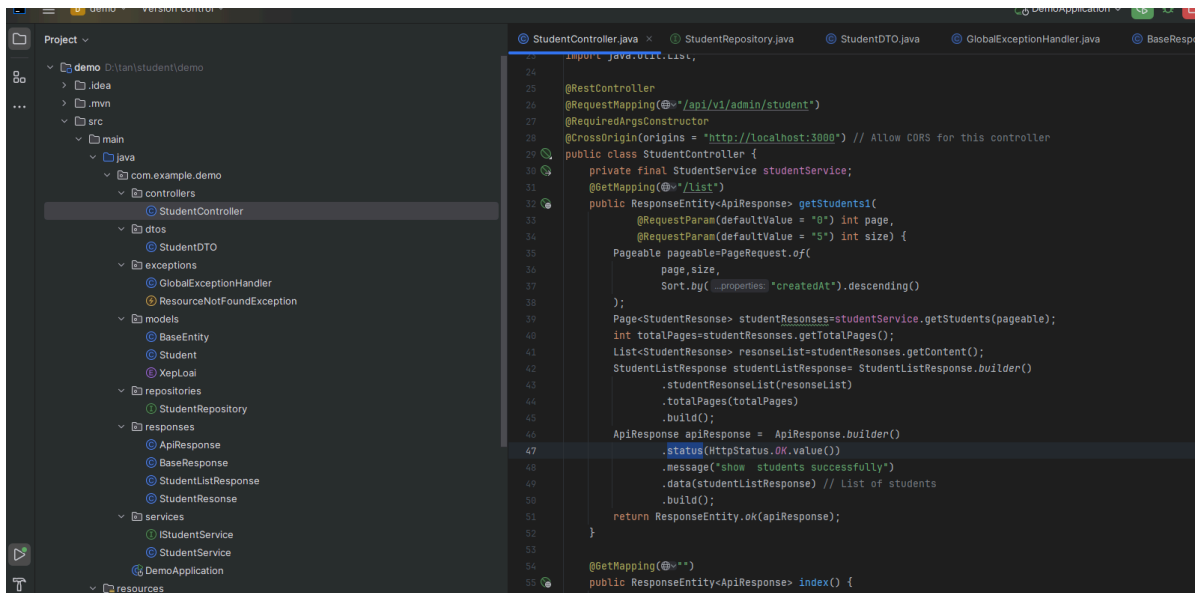 demo Version control
DemoApplication
Project
demo D:\tan\student\demo
.idea
.mvn
src
main
java
com.example.demo
controllers
StudentController
dtos
StudentDTO
exceptions
GlobalExceptionHandler
ResourceNotFoundException
models
BaseEntity
Student
XepLoai
repositories
StudentRepository
responses
ApiResponse
BaseResponse
StudentListResponse
StudentResonse
services
IStudentService
StudentService
DemoApplication
resources
StudentController.java StudentRepository.java StudentDTO.java GlobalExceptionHandler.java BaseRespo
23 import java.util.List;
24
25 @RestController
26 @RequestMapping("/api/v1/admin/student")
27 @RequiredArgsConstructor
28 @CrossOrigin(origins = "http://localhost:3000") // Allow CORS for this controller
29 public class StudentController {
30 private final StudentService studentService;
31 @GetMapping("/list")
32 public ResponseEntity<ApiResponse> getStudents1(
33 @RequestParam(defaultValue = "0") int page,
34 @RequestParam(defaultValue = "5") int size) {
35 Pageable pageable=PageRequest.of(
36 page,size,
37 Sort.by( ...properties: "createdAt").descending()
38 );
39 Page<StudentResonse> studentResonses=studentService.getStudents(pageable);
40 int totalPages=studentResonses.getTotalPages();
41 List<StudentResonse> resonseList=studentResonses.getContent();
42 StudentListResponse studentListResponse= StudentListResponse.builder()
43 .studentResonseList(resonseList)
44 .totalPages(totalPages)
45 .build();
46 ApiResponse apiResponse = ApiResponse.builder()
47 .status(HttpStatus.OK.value())
48 .message("show students successfully")
49 .data(studentListResponse) // List of students
50 .build();
51 return ResponseEntity.ok(apiResponse);
52 }
53
54 @GetMapping("")
55 public ResponseEntity<ApiResponse> index() {